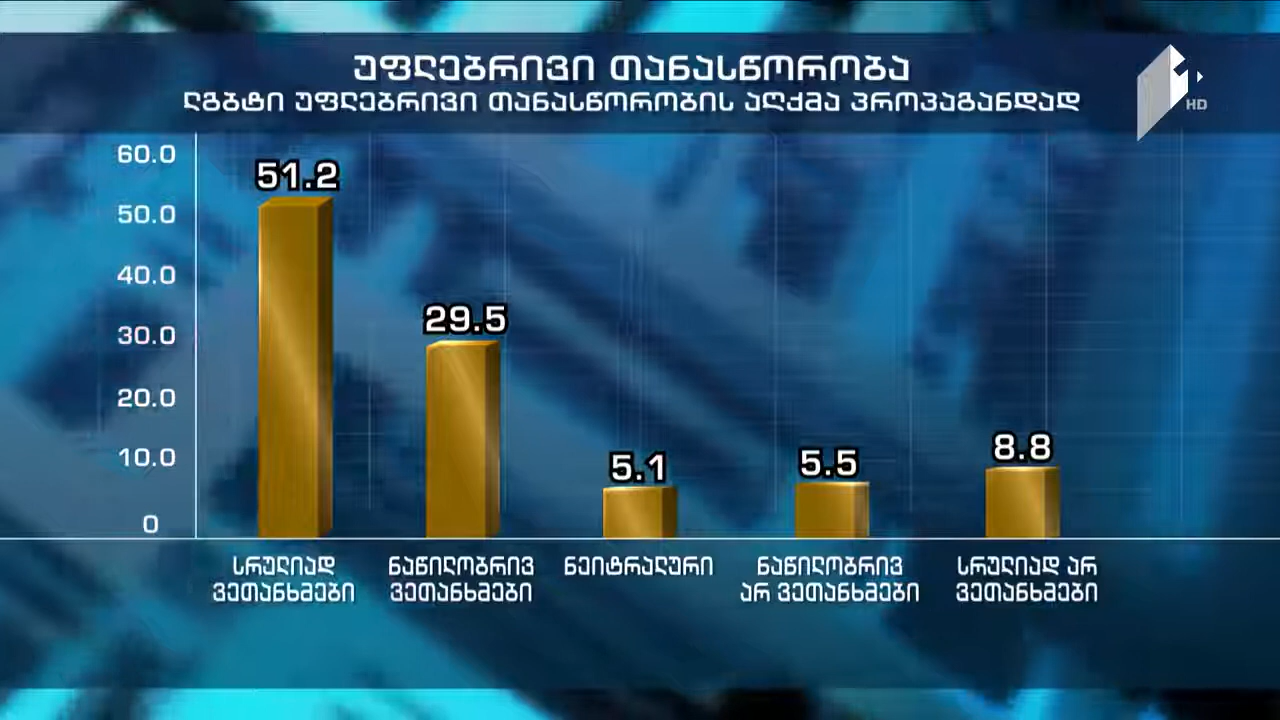 უფლებრივი თანასწორობა
ლგბტი უფლებრივი თანასწორობის აღქმა პროპაგანდად
HD
60.0
50.0
40.0
30.0
20.0
10.0
0
51.2
29.5
5.1
5.5
8.8
სრულიად
ვეთანხმები
ნაწილობრივ
ვეთანხმები
ნეიტრალური
ნაწილობრივ
არ ვეთანხმები
სრულიად არ
ვეთანხმები